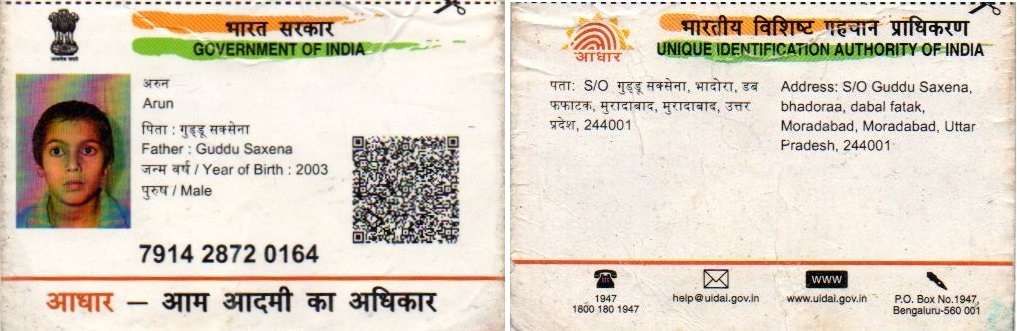 भारत सरकार
GOVERNMENT OF INDIA
अरुन
Arun
पिता : गुड्डू सक्सेना
Father : Guddu Saxena
जन्म वर्ष / Year of Birth : 2003
पुरुष / Male
7914 2872 0164
आधार – आम आदमी का अधिकार
भारतीय विशिष्ट पहचान प्राधिकरण
UNIQUE IDENTIFICATION AUTHORITY OF INDIA
आधार
पता: S/O गुड्डू सक्सेना, भादोरा, डब
फफाटक, मुरादाबाद, मुरादाबाद, उत्तर
प्रदेश, 244001
Address: S/O Guddu Saxena,
bhadoraa, dabal fatak,
Moradabad, Moradabad, Uttar
Pradesh, 244001
1947
1800 180 1947
help@uidai.gov.in
www
www.uidai.gov.in
P.O. Box No.1947,
Bengaluru-560 001